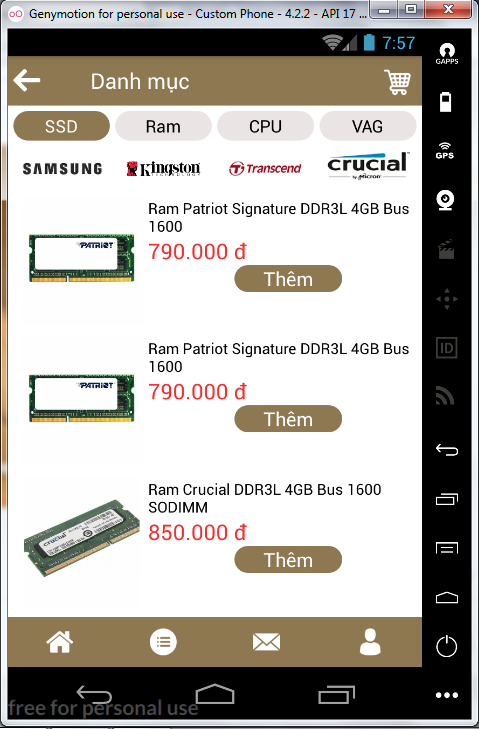 Genymotion for personal use - Custom Phone - 4.2.2 - API 17 ...
7:57
GAPPS
Danh mục
SSD Ram CPU VAG
GPS
SAMSUNG Kingston Transcend crucial
TECHNOLOGY by Micron
Ram Patriot Signature DDR3L 4GB Bus
1600
PATRIOT
790.000 đ
Thêm
ID
Ram Patriot Signature DDR3L 4GB Bus
1600
PATRIOT
790.000 đ
Thêm
Ram Crucial DDR3L 4GB Bus 1600
SODIMM
crucial
850.000 đ
Thêm
free for personal use